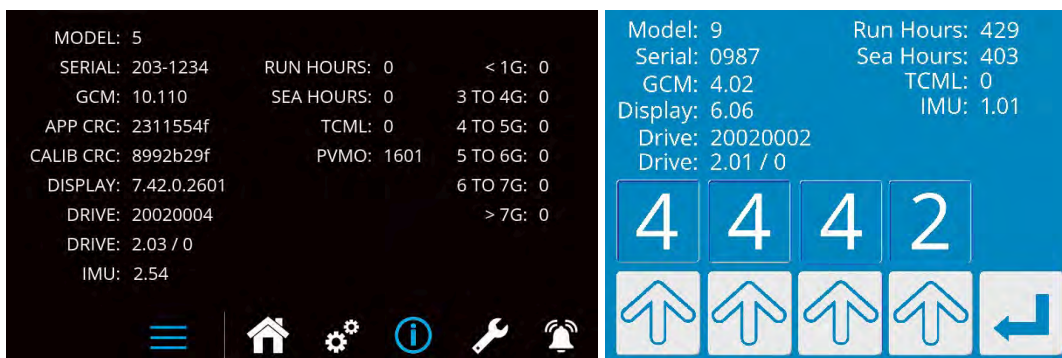 MODEL: 5
SERIAL: 203-1234 RUN HOURS: 0 < 1G: 0
GCM: 10.110 SEA HOURS: 0 3 TO 4G: 0
APP CRC: 2311554f TCML: 0 4 TO 5G: 0
CALIB CRC: 8992b29f PVMO: 1601 5 TO 6G: 0
DISPLAY: 7.42.0.2601 6 TO 7G: 0
DRIVE: 20020004 > 7G: 0
DRIVE: 2.03 / 0
IMU: 2.54
Model: 9 Run Hours: 429
Serial: 0987 Sea Hours: 403
GCM: 4.02 TCML: 0
Display: 6.06 IMU: 1.01
Drive: 20020002
Drive: 2.01 / 0
4 4 4 2